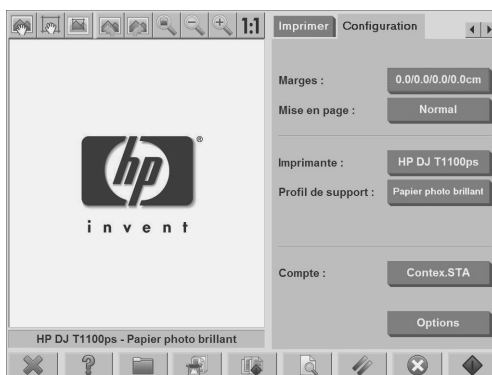 1:1
Imprimer
Configuration
Marges :
0.0/0.0/0.0/0.0cm
Mise en page :
Normal
hp
®
invent
Imprimante :
HP DJ T1100ps
Profil de support :
Papier photo brillant
Compte :
Contex.STA
Options
HP DJ T1100ps - Papier photo brillant